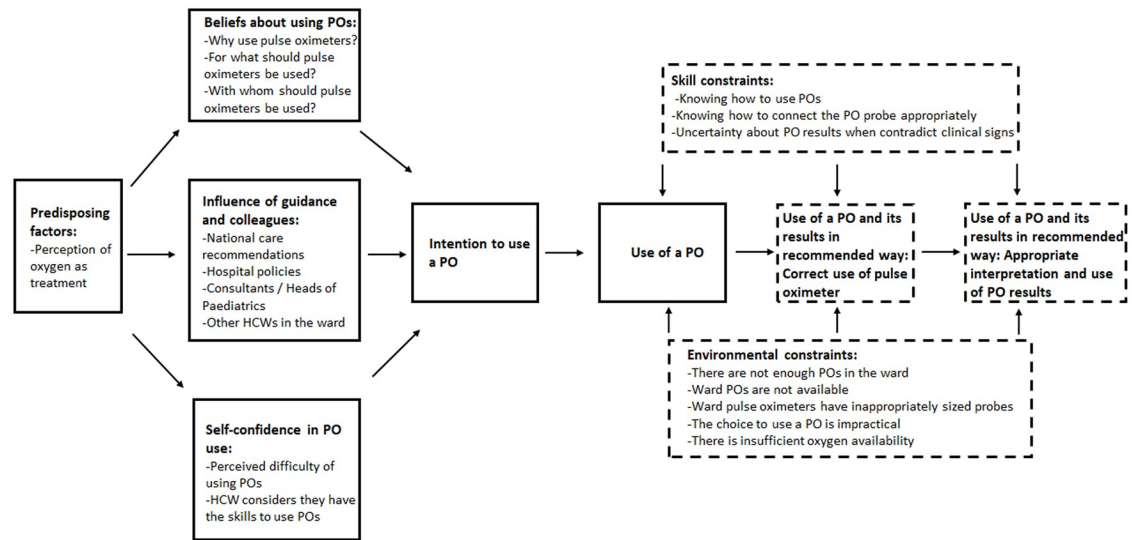 Predisposing
factors:
-Perception of
oxygen as
treatment
Beliefs about using POs:
-Why use pulse oximeters?
-For what should pulse
oximeters be used?
-With whom should pulse
oximeters be used?
Influence of guidance
and colleagues:
-National care
recommendations
-Hospital policies
-Consultants / Heads of
Paediatrics
-Other HCWs in the ward
Self-confidence in PO
use:
-Perceived difficulty of
using POs
-HCW considers they have
the skills to use POs
Intention to use
a PO
Skill constraints:
-Knowing how to use POs
-Knowing how to connect the PO probe appropriately
-Uncertainty about PO results when contradict clinical signs
Use of a PO
Use of a PO and its
results in
recommended way:
Correct use of pulse
oximeter
Use of a PO and its
results in recommended
way: Appropriate
interpretation and use
of PO results
Environmental constraints:
-There are not enough POs in the ward
-Ward POs are not available
-Ward pulse oximeters have inappropriately sized probes
-The choice to use a PO is impractical
-There is insufficient oxygen availability